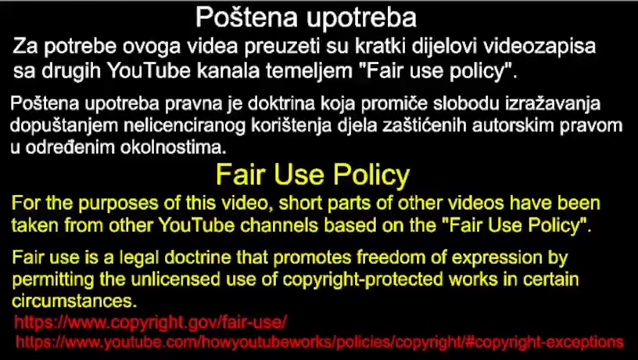 Poštena upotreba
Za potrebe ovoga videa preuzeti su kratki dijelovi videozapisa
sa drugih YouTube kanala temeljem "Fair use policy".
Poštena upotreba pravna je doktrina koja promiče slobodu izražavanja
dopuštanjem nelicenciranog korištenja djela zaštićenih autorskim pravom
u određenim okolnostima.
Fair Use Policy
For the purposes of this video, short parts of other videos have been
taken from other YouTube channels based on the "Fair Use Policy".
Fair use is a legal doctrine that promotes freedom of expression by
permitting the unlicensed use of copyright-protected works in certain
circumstances.
https://www.copyright.gov/fair-use/
https://www.youtube.com/howyoutubeworks/policies/copyright/#copyright-exceptions